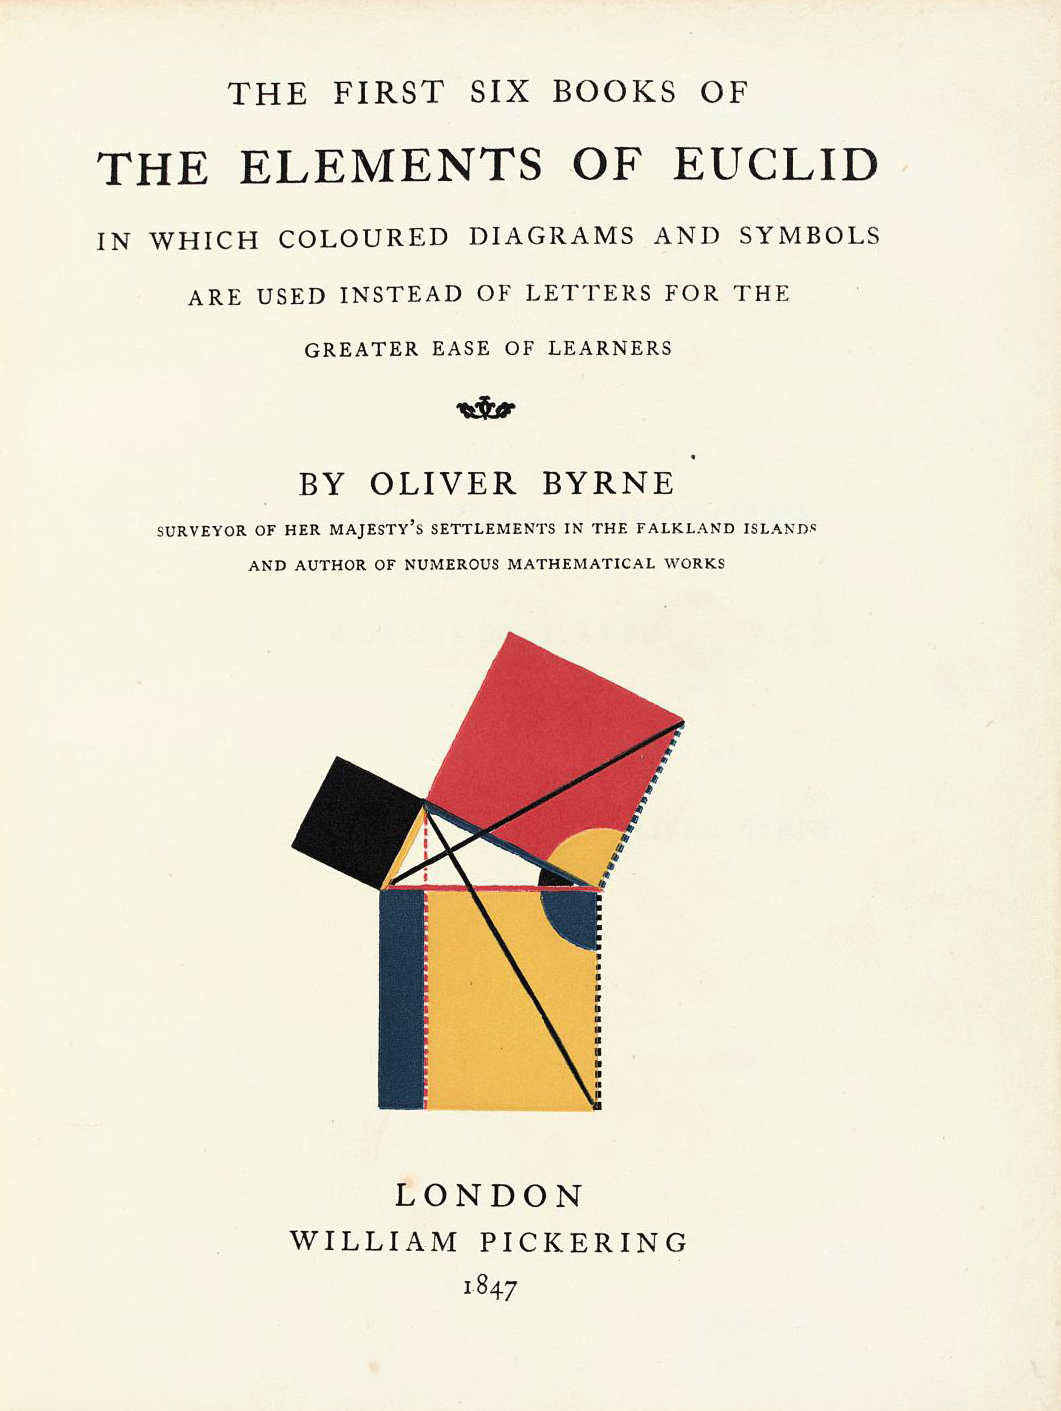 THE FIRST SIX BOOKS OF
THE ELEMENTS OF EUCLID
IN WHICH COLOURED DIAGRAMS AND SYMBOLS
ARE USED INSTEAD OF LETTERS FOR THE
GREATER EASE OF LEARNERS
BY OLIVER BYRNE
SURVEYOR OF HER MAJESTY'S SETTLEMENTS IN THE FALKLAND ISLANDS
AND AUTHOR OF NUMEROUS MATHEMATICAL WORKS
LONDON
WILLIAM PICKERING
1847